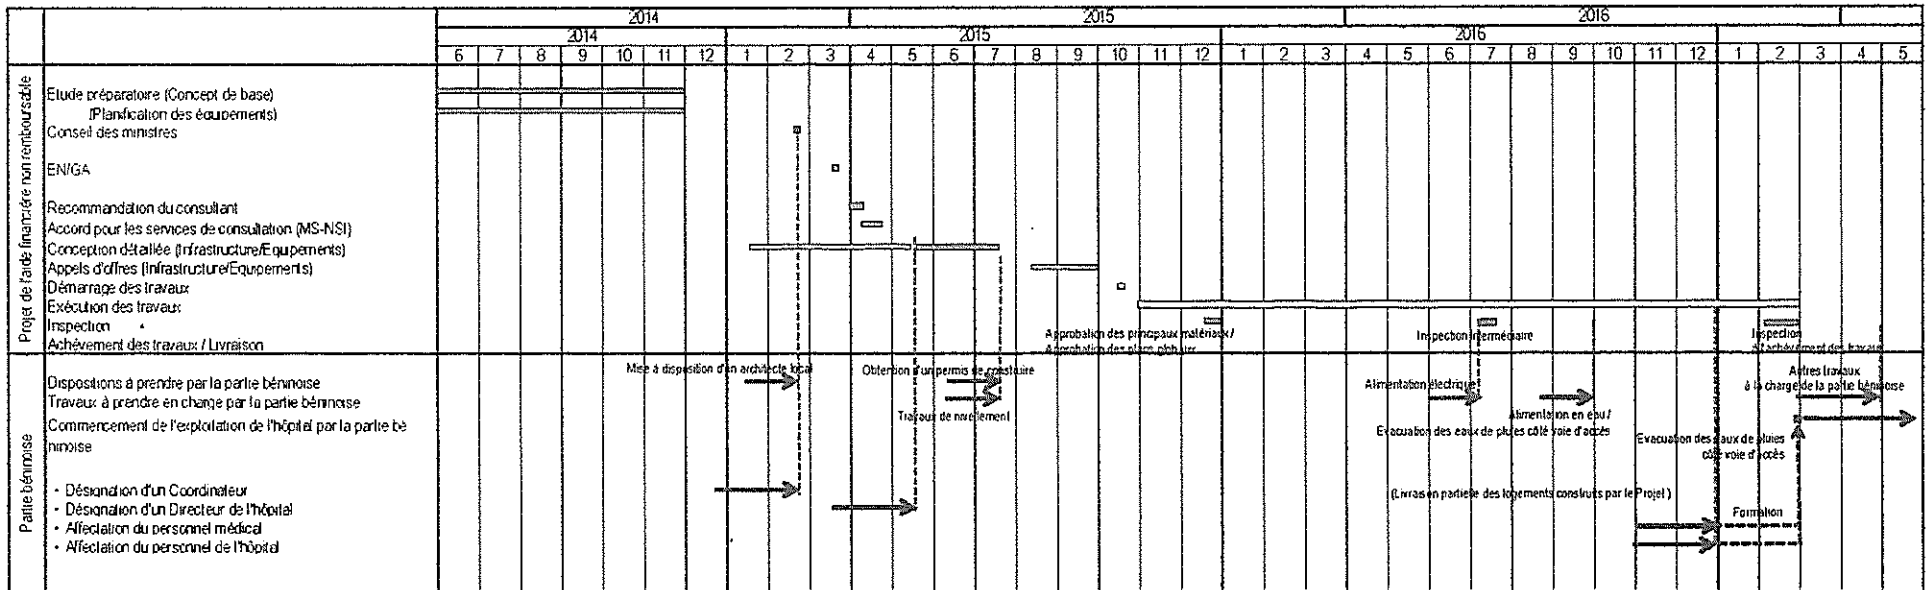 2014 2015 2016
2014 2015 2016
6 7 8 9 10 11 12 1 2 3 4 5 6 7 8 9 10 11 12 1 2 3 4 5 6 7 8 9 10 11 12 1 2 3 4 5
Projet de l'aide financière non remboursable
Etude préparatoire (Concept de base)
(Planification des équipements)
Conseil des ministres
EN/GA
Recommandation du consultant
Accord pour les services de consultation (MS-NSI)
Conception détaillée (Infrastructure/Equipements)
Appels d'offres (Infrastructure/Equipements)
Démarrage des travaux
Exécution des travaux
Inspection
Achèvement des travaux / Livraison
Approbation des principaux matériaux /
Approbation des plans globaux
Inspection intermédiaire
Inspection
d'achèvement des travaux
Partie béninoise
Dispositions à prendre par la partie béninoise
Travaux à prendre en charge par la partie béninoise
Commencement de l'exploitation de l'hôpital par la partie bé
ninoise
Mise à disposition d'un architecte local
Obtention d'un permis de construire
Travaux de nivellement
Alimentation électrique
Alimentation en eau /
Evacuation des eaux de pluies côté voie d'accès
Autres travaux
à la charge de la partie béninoise
Evacuation des eaux de pluies
côté voie d'accès
• Désignation d'un Coordinateur
• Désignation d'un Directeur de l'hôpital
• Affectation du personnel médical
• Affectation du personnel de l'hôpital
(Livraison partielle des logements construits par le Projet )
Formation